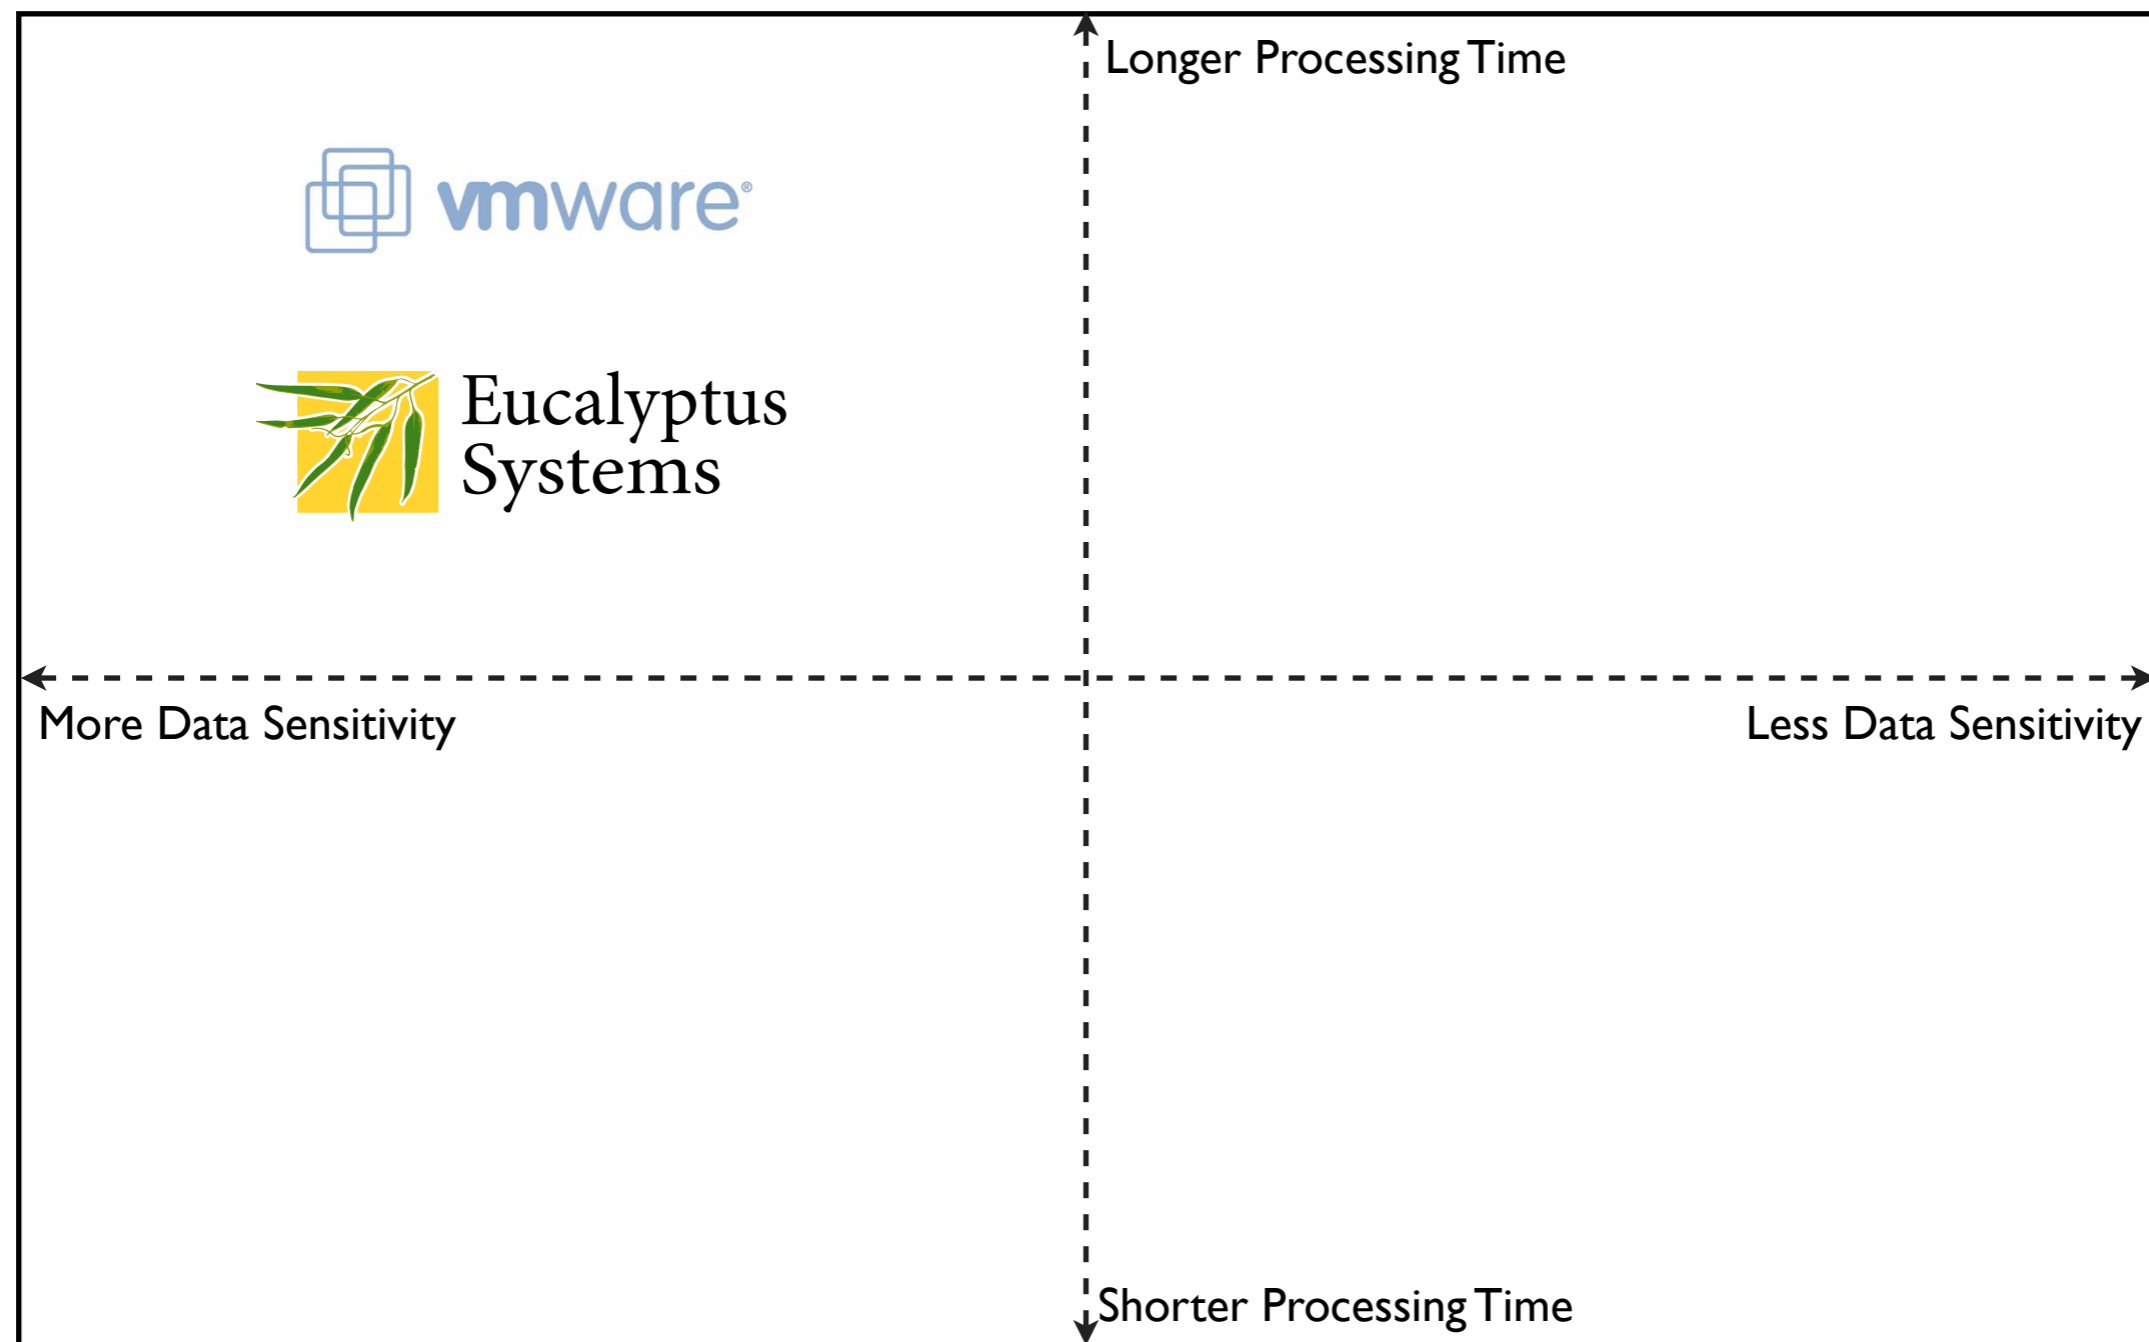 Longer Processing Time
vmware®
Eucalyptus
Systems
More Data Sensitivity
Less Data Sensitivity
Shorter Processing Time